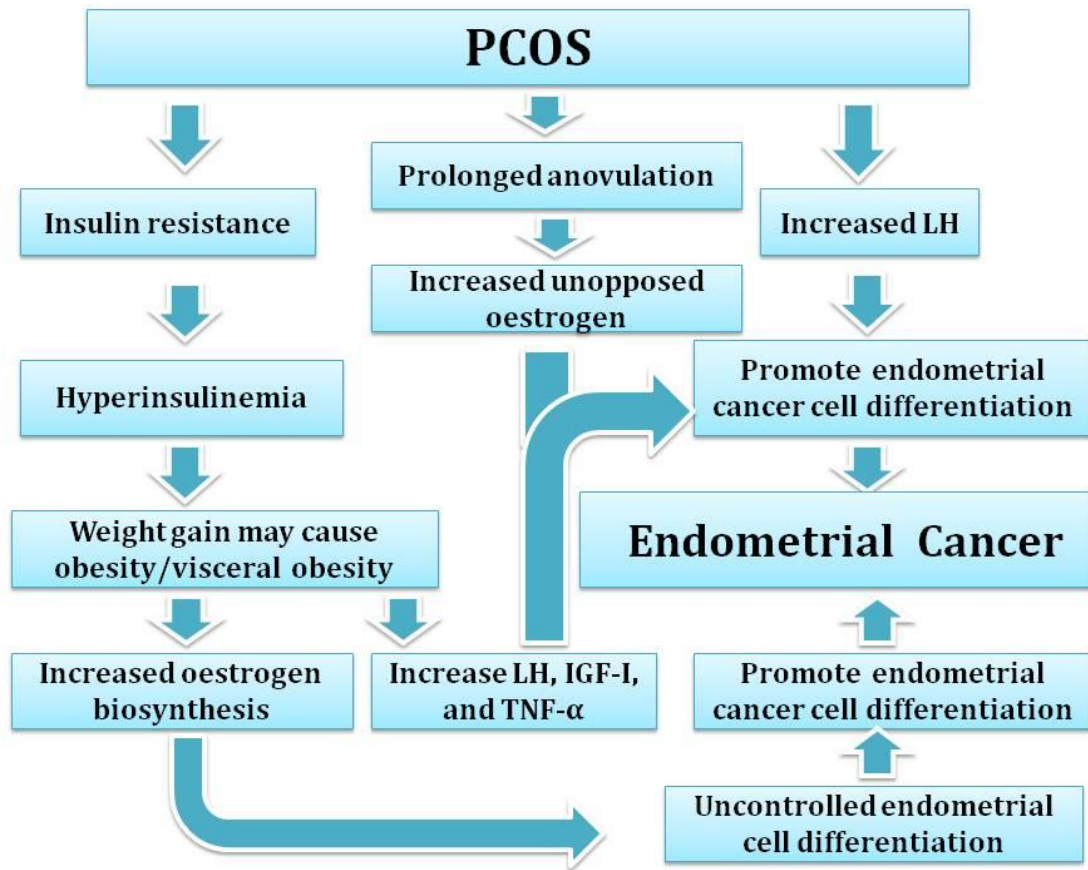 PCOS
Prolonged anovulation
Insulin resistance
Increased LH
Increased unopposed
oestrogen
Hyperinsulinemia
Promote endometrial
cancer cell differentiation
Weight gain may cause
obesity/visceral obesity
Endometrial Cancer
Increased oestrogen
biosynthesis
Increase LH, IGF-I,
and TNF-α
Promote endometrial
cancer cell differentiation
Uncontrolled endometrial
cell differentiation